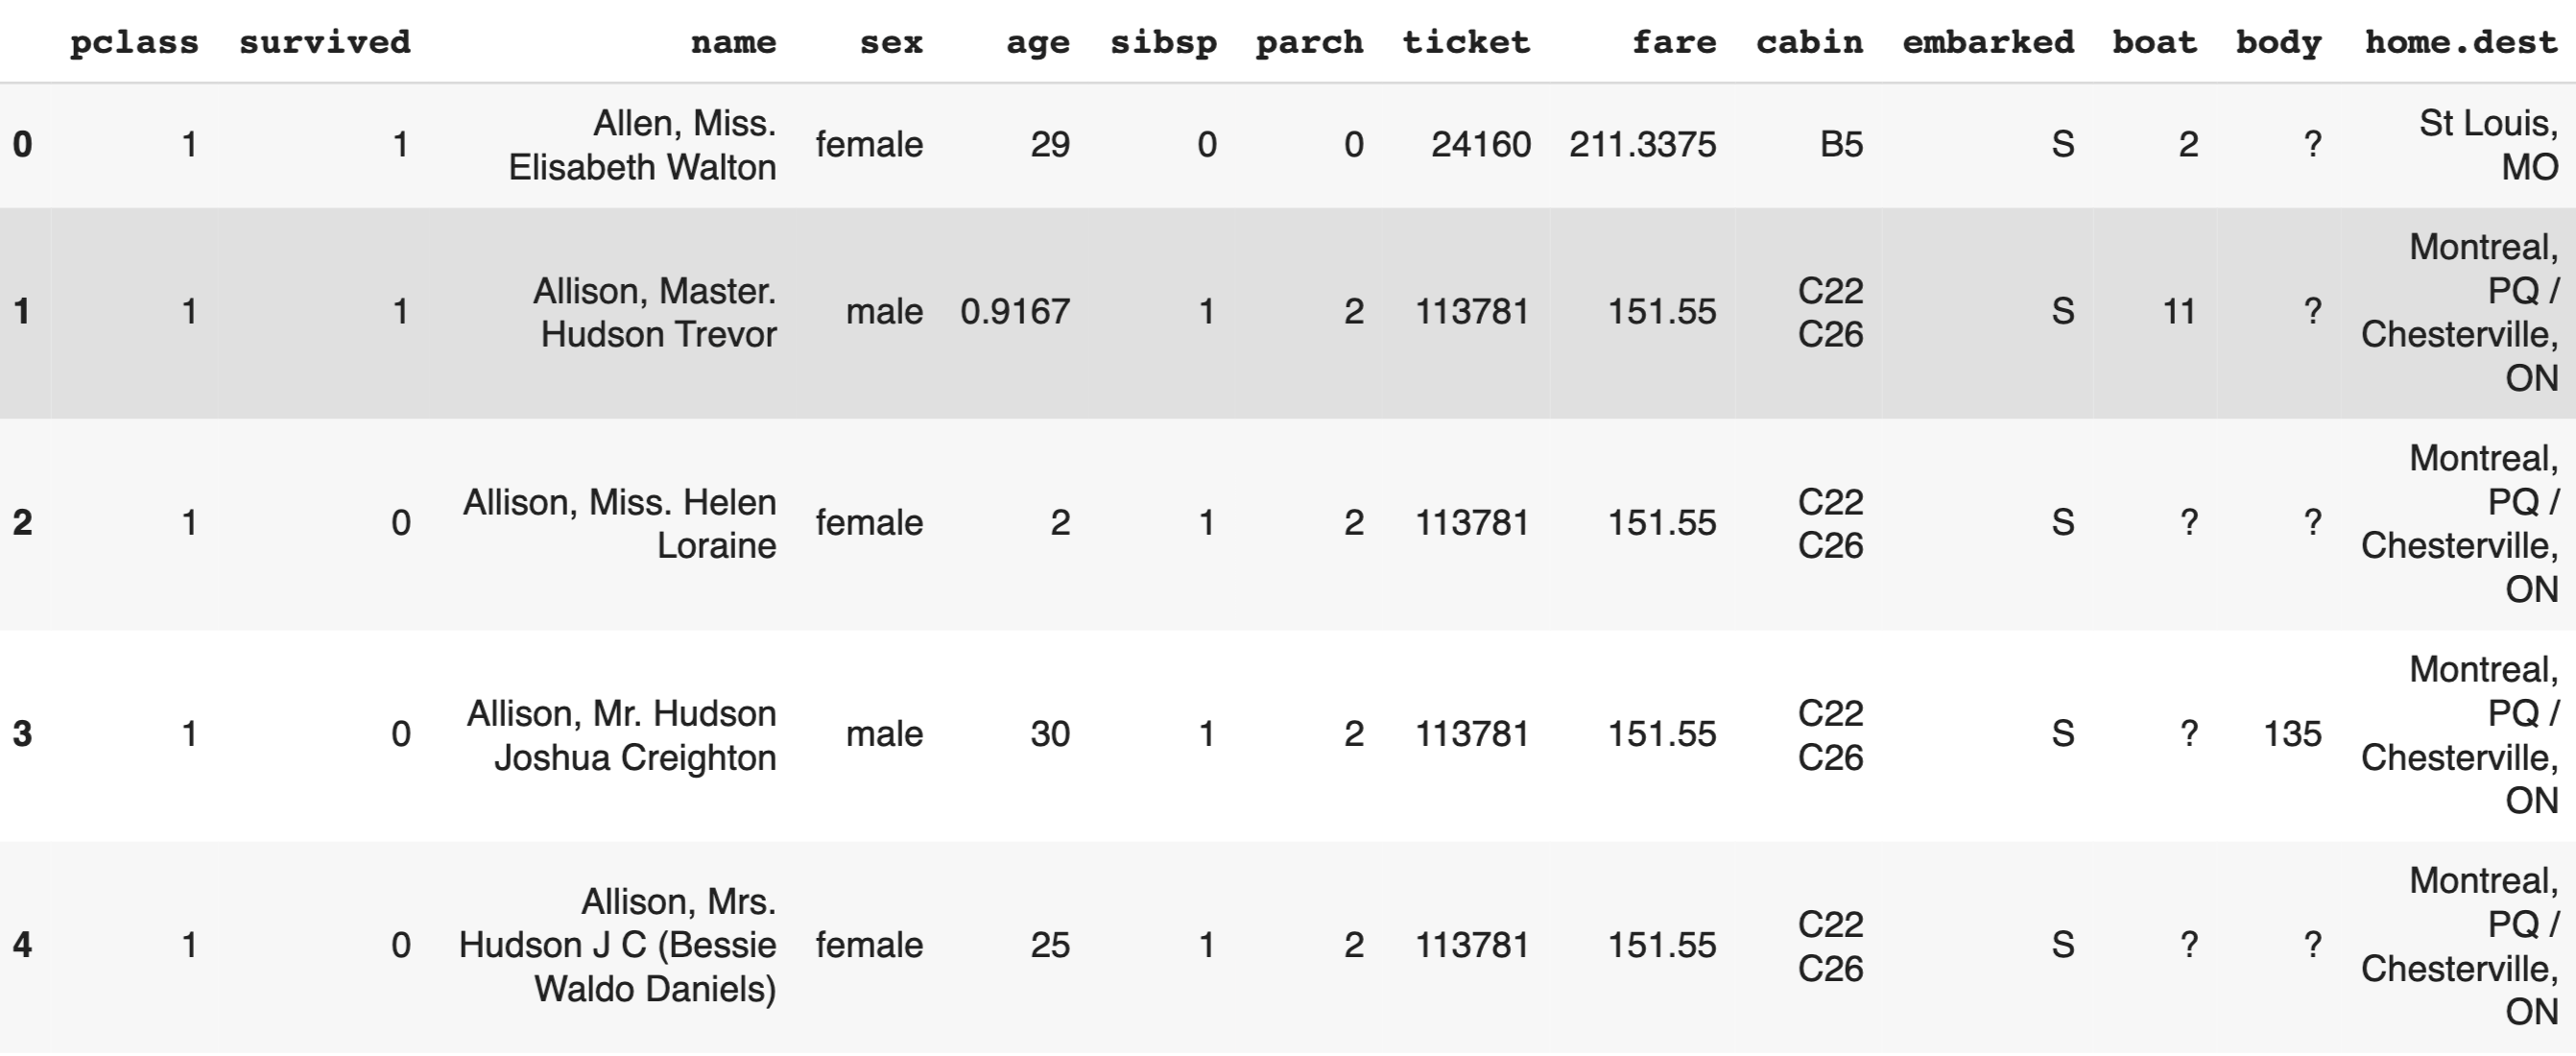 pclass survived name sex age sibsp parch ticket fare cabin embarked boat body home.dest
0 1 1 Allen, Miss. Elisabeth Walton female 29 0 0 24160 211.3375 B5 S 2 ? St Louis, MO
1 1 1 Allison, Master. Hudson Trevor male 0.9167 1 2 113781 151.55 C22 C26 S 11 ? Montreal, PQ / Chesterville, ON
2 1 0 Allison, Miss. Helen Loraine female 2 1 2 113781 151.55 C22 C26 S ? ? Montreal, PQ / Chesterville, ON
3 1 0 Allison, Mr. Hudson Joshua Creighton male 30 1 2 113781 151.55 C22 C26 S ? 135 Montreal, PQ / Chesterville, ON
4 1 0 Allison, Mrs. Hudson J C (Bessie Waldo Daniels) female 25 1 2 113781 151.55 C22 C26 S ? ? Montreal, PQ / Chesterville, ON